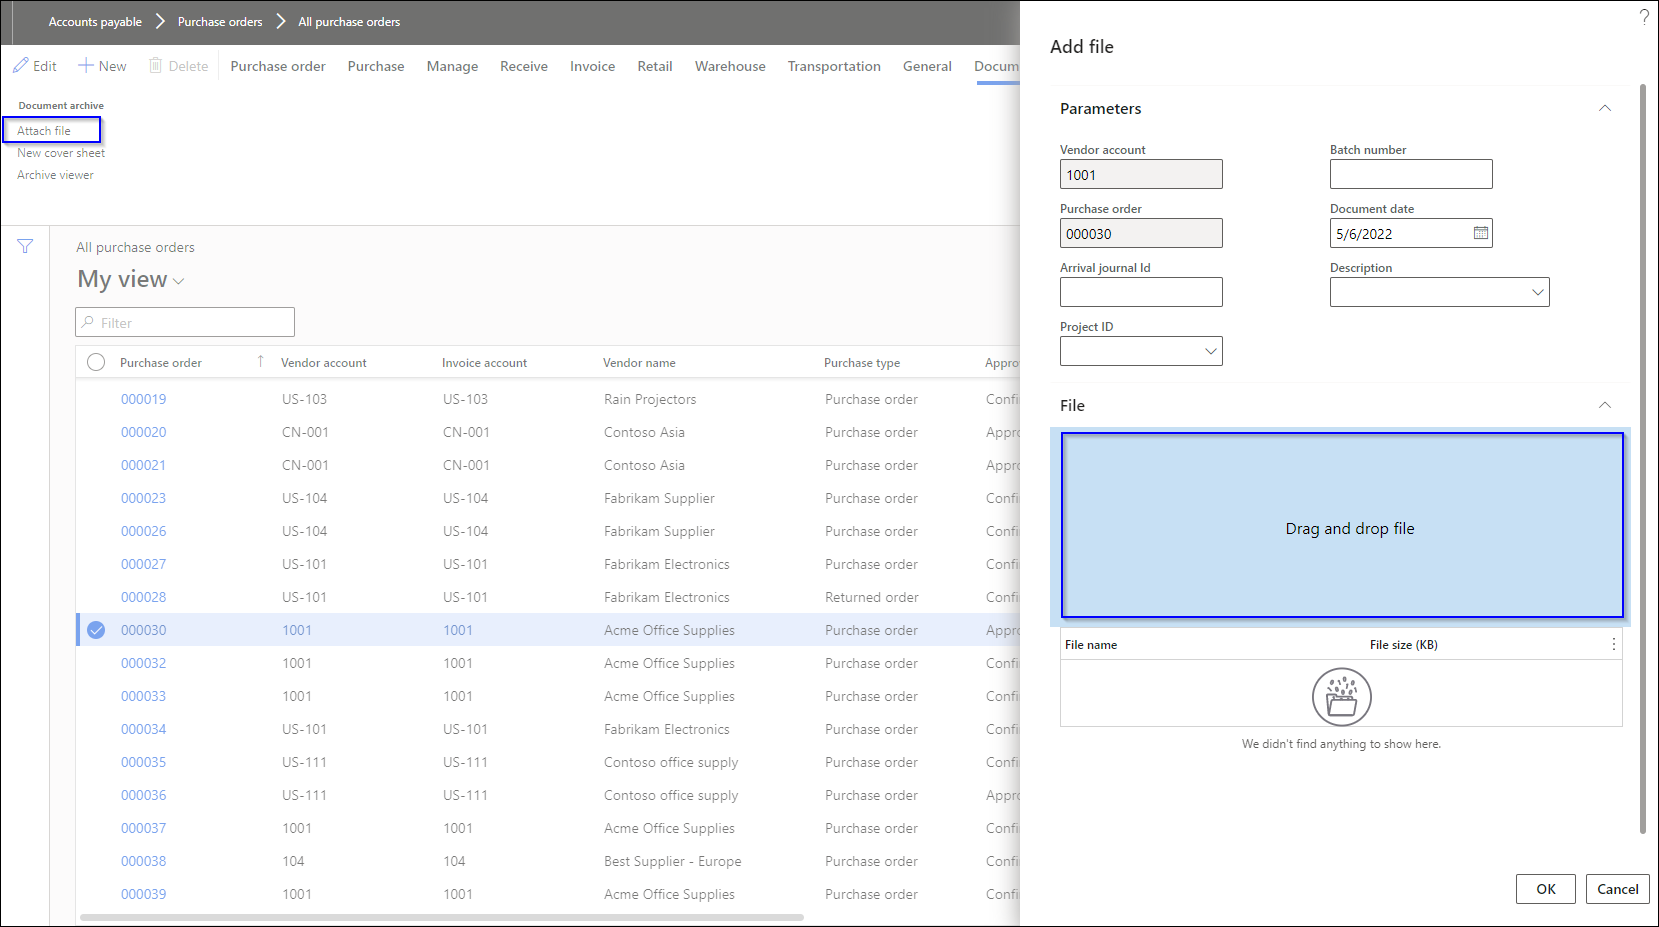 Accounts payable > Purchase orders > All purchase orders
?
Edit New Delete Purchase order Purchase Manage Receive Invoice Retail Warehouse Transportation General Docum
Document archive
Attach file
New cover sheet
Archive viewer
All purchase orders
My view
Filter
Purchase order ↑ Vendor account Invoice account Vendor name Purchase type Appro
000019 US-103 US-103 Rain Projectors Purchase order Confi
000020 CN-001 CN-001 Contoso Asia Purchase order Appro
000021 CN-001 CN-001 Contoso Asia Purchase order Appro
000023 US-104 US-104 Fabrikam Supplier Purchase order Confi
000026 US-104 US-104 Fabrikam Supplier Purchase order Confi
000027 US-101 US-101 Fabrikam Electronics Purchase order Confi
000028 US-101 US-101 Fabrikam Electronics Returned order Confi
000030 1001 1001 Acme Office Supplies Purchase order Appro
000032 1001 1001 Acme Office Supplies Purchase order Confi
000033 1001 1001 Acme Office Supplies Purchase order Confi
000034 US-101 US-101 Fabrikam Electronics Purchase order Confi
000035 US-111 US-111 Contoso office supply Purchase order Confi
000036 US-111 US-111 Contoso office supply Purchase order Appro
000037 1001 1001 Acme Office Supplies Purchase order Confi
000038 104 104 Best Supplier - Europe Purchase order Confi
000039 1001 1001 Acme Office Supplies Purchase order Confi
Add file
Parameters
Vendor account
1001
Purchase order
000030
Arrival journal Id
Project ID
Batch number
Document date
5/6/2022
Description
File
Drag and drop file
File name File size (KB)
We didn't find anything to show here.
OK Cancel